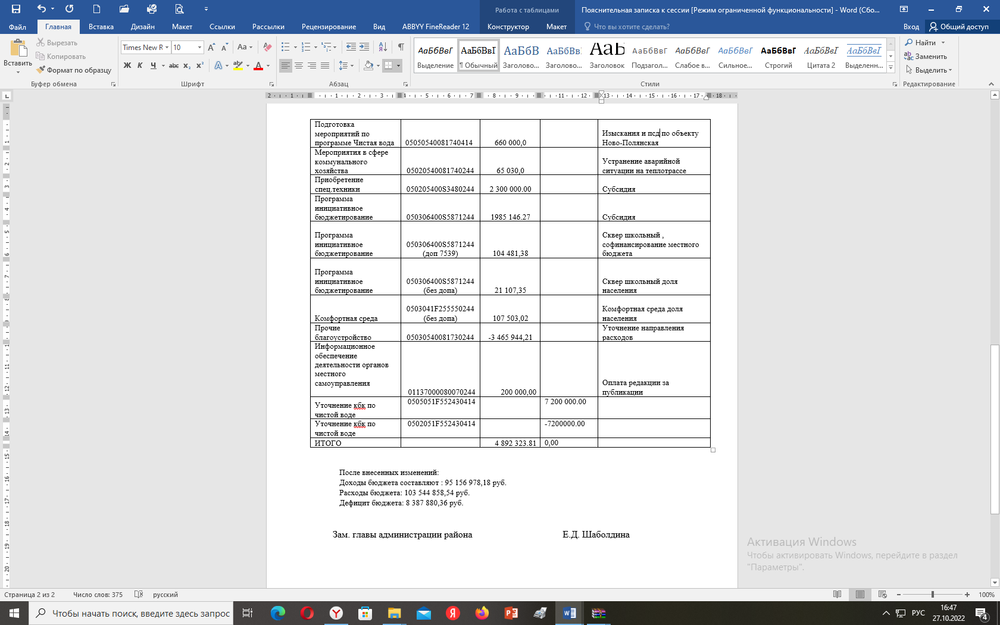 Работа с таблицами
Пояснительная записка к сессии [Режим ограниченной функциональности] - Word (Сбо...
Файл Главная Вставка Дизайн Макет Ссылки Рассылки Рецензирование Вид ABBYY FineReader 12 Конструктор Макет Что вы хотите сделать? Вход Общий доступ
Вставить
Вырезать
Копировать
Формат по образцу
Буфер обмена
Times New R 10
Ж К Ч abc x₂ x²
Шрифт
Абзац
АаБбВвГ АаБбВвІ АаБбВ АаБбВв: АаЬ АаБбВвГ АаБбВвГ АаБбВвГ АаБбВвГ АаБбВвГ АаБбВвІ
Выделение ¶ Обычный Заголово... Заголово... Заголовок Подзагол... Слабое в... Сильное... Строгий Цитата 2 Выделенн...
Стили
Найти
Заменить
Выделить
Редактирование
Подготовка
мероприятий по
программе Чистая вода 05050540081740414 660 000,0 Изыскания и псд по объекту
Ново-Полянская
Мероприятия в сфере
коммунального
хозяйства 05020540081740244 65 030,0 Устранение аварийной
ситуации на теплотрассе
Приобретение
спец.техники 050205400S3480244 2 300 000.00 Субсидия
Программа
инициативное
бюджетирование 050306400S5871244 1985 146.27 Субсидия
Программа
инициативное
бюджетирование 050306400S5871244
(доп 7539) 104 481,38 Сквер школьный ,
софинансирование местного
бюджета
Программа
инициативное
бюджетирование 050306400S5871244
(без допа) 21 107,35 Сквер школьный доля
населения
Комфортная среда 0503041F255550244
(без допа) 107 503,02 Комфортная среда доля
населения
Прочие
благоустройство 05030540081730244 -3 465 944,21 Уточнение направления
расходов
Информационное
обеспечение
деятельности органов
местного
самоуправления
01137000080070244 200 000,00 Оплата редакции за
публикации
Уточнение кбк по
чистой воде 0505051F552430414 7 200 000.00
Уточнение кбк по
чистой воде 0502051F552430414 -7200000.00
ИТОГО 4 892 323.81 0,00
После внесенных изменений:
Доходы бюджета составляют : 95 156 978,18 руб.
Расходы бюджета: 103 544 858,54 руб.
Дефицит бюджета: 8 387 880,36 руб.
Зам. главы администрации района Е.Д. Шаболдина
Активация Windows
Чтобы активировать Windows, перейдите в раздел
"Параметры".
Страница 2 из 2 Число слов: 375 русский 100%
Чтобы начать поиск, введите здесь запрос
РУС 16:47
27.10.2022
4